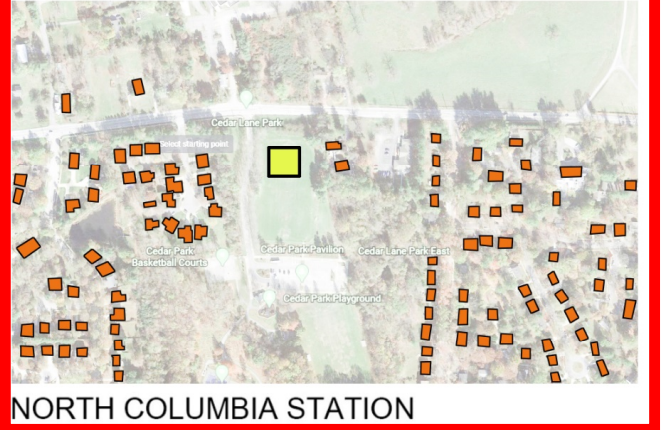 Cedar Lane Park
Select starting point
Cedar Park
Basketball Courts
Cedar Park Pavilion
Cedar Lane Park East
Cedar Park Playground
NORTH COLUMBIA STATION